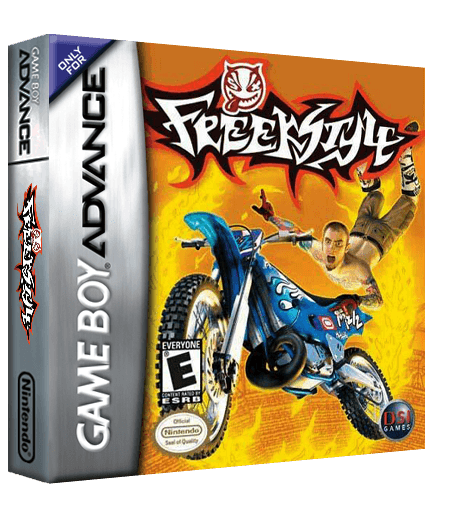 GAME BOY
ADVANCE
FREEKSTYLE
Nintendo
ONLY
FOR
GAME BOY ADVANCE
FREEKSTYLE
EVERYONE
E
CONTENT RATED BY
ESRB
Official
Nintendo
Seal of Quality
DSI
GAMES